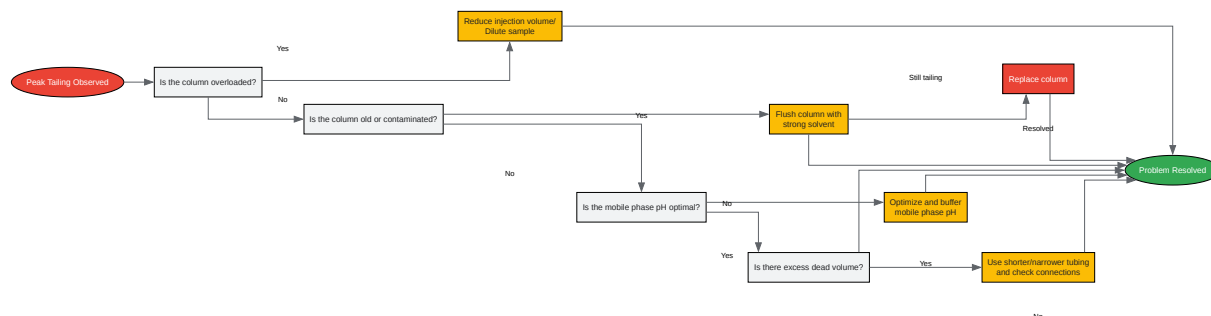 Reduce injection volume/
Dilute sample
Yes
Peak Tailing Observed
Is the column overloaded?
Still tailing
Replace column
No
Is the column old or contaminated?
Yes
Flush column with
strong solvent
Resolved
No
Problem Resolved
Is the mobile phase pH optimal?
No
Optimize and buffer
mobile phase pH
Yes
Is there excess dead volume?
Yes
Use shorter/narrower tubing
and check connections
No